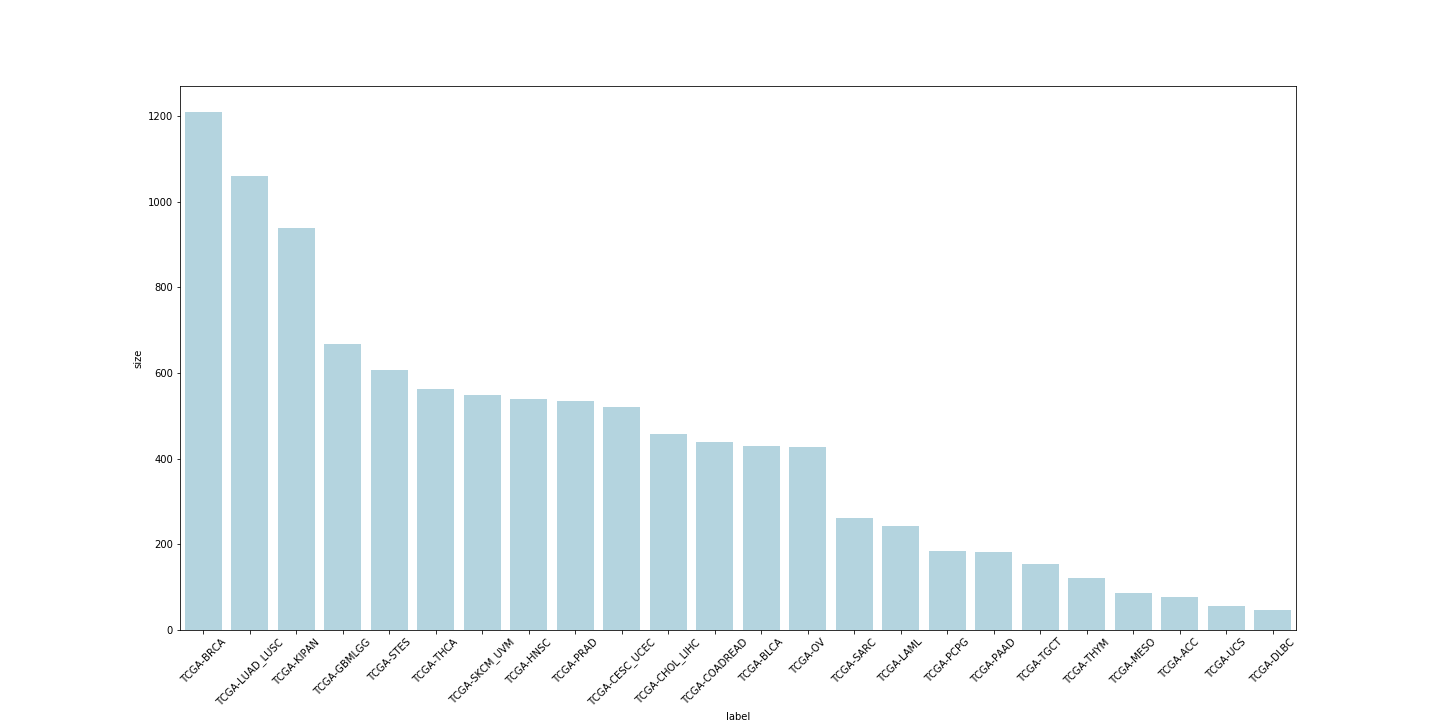 1200
1000
800
600
400
200
0
size
TCGA-BRCA
TCGA-LUAD_LUSC
TCGA-KIPAN
TCGA-GBMLGG
TCGA-STES
TCGA-THCA
TCGA-SKCM_UVM
TCGA-HNSC
TCGA-PRAD
TCGA-CESC_UCEC
TCGA-CHOL_LIHC
TCGA-COADREAD
TCGA-BLCA
TCGA-OV
TCGA-SARC
TCGA-LAML
TCGA-PCPG
TCGA-PAAD
TCGA-TGCT
TCGA-THYM
TCGA-MESO
TCGA-ACC
TCGA-UCS
TCGA-DLBC
label